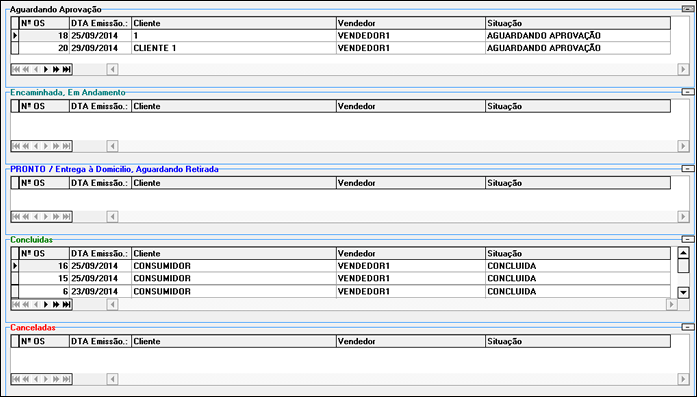 Aguardando Aprovação
Nº OS DTA Emissão.: Cliente Vendedor Situação
18 25/09/2014 1 VENDEDOR1 AGUARDANDO APROVAÇÃO
20 29/09/2014 CLIENTE 1 VENDEDOR1 AGUARDANDO APROVAÇÃO
Encaminhada, Em Andamento
Nº OS DTA Emissão.: Cliente Vendedor Situação
PRONTO / Entrega à Domicilio, Aguardando Retirada
Nº OS DTA Emissão.: Cliente Vendedor Situação
Concluidas
Nº OS DTA Emissão.: Cliente Vendedor Situação
16 25/09/2014 CONSUMIDOR VENDEDOR1 CONCLUIDA
15 25/09/2014 CONSUMIDOR VENDEDOR1 CONCLUIDA
6 23/09/2014 CONSUMIDOR VENDEDOR1 CONCLUIDA
Canceladas
Nº OS DTA Emissão.: Cliente Vendedor Situação